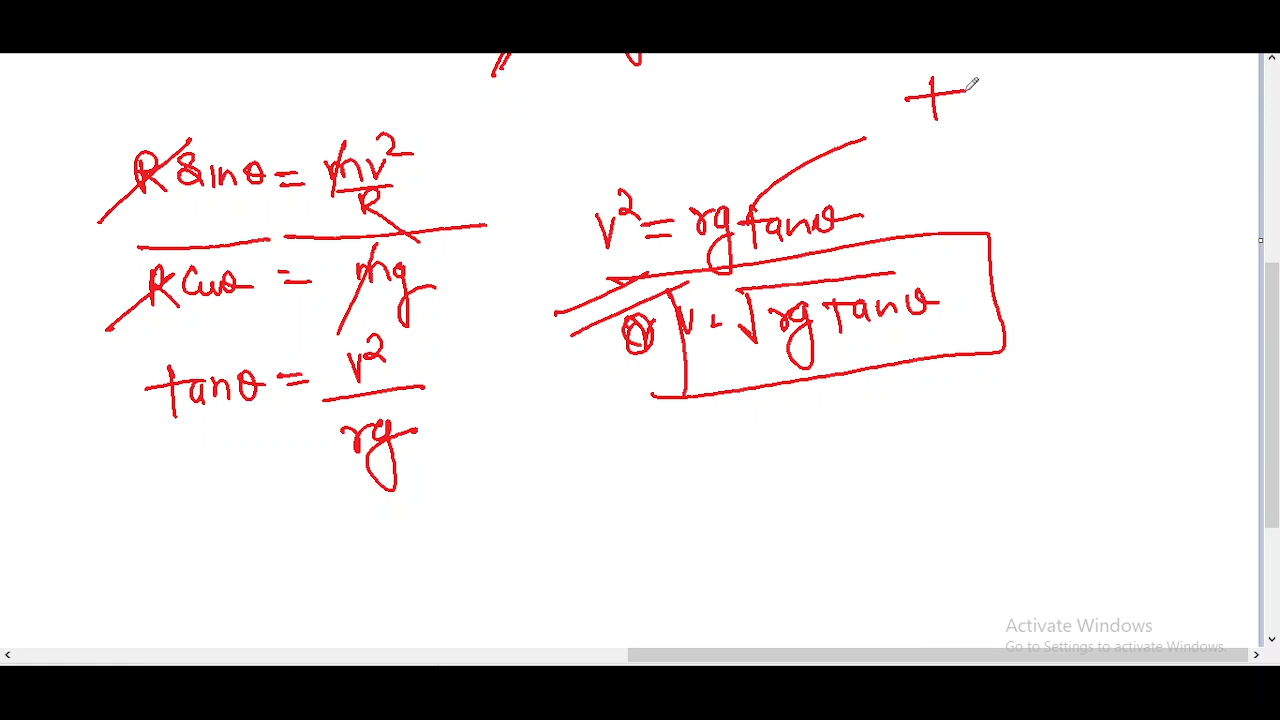 R sinθ = mv²/R
R cosθ = mg
tanθ = v²/rg
v² = rg tanθ
v = √rg tanθ
Activate Windows
Go to Settings to activate Windows.